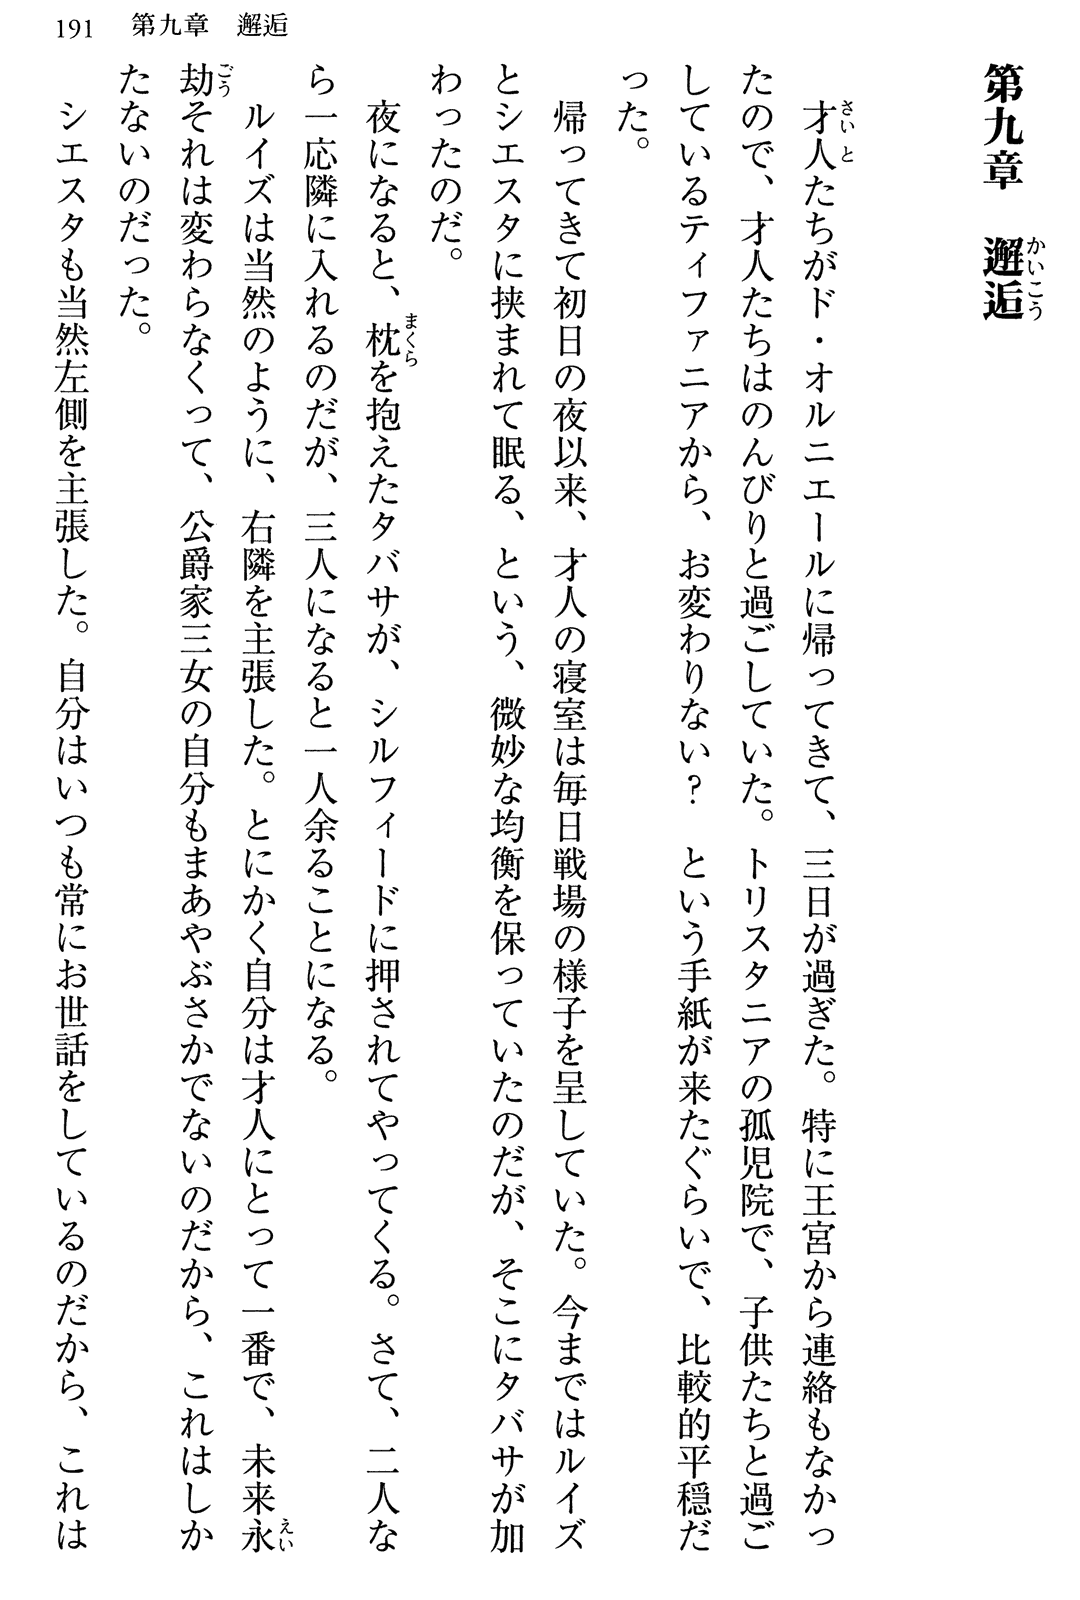 191　第九章　邂逅
第九章　邂逅
かいこう
才人たちがド・オルニエールに帰ってきて、三日が過ぎた。特に王宮から連絡もなかっ
さいと
たので、才人たちはのんびりと過ごしていた。トリスタニアの孤児院で、子供たちと過ご
しているティファニアから、お変わりない？　という手紙が来たぐらいで、比較的平穏だ
った。
帰ってきて初日の夜以来、才人の寝室は毎日戦場の様子を呈していた。今まではルイズ
とシエスタに挟まれて眠る、という、微妙な均衡を保っていたのだが、そこにタバサが加
わったのだ。
夜になると、枕を抱えたタバサが、シルフィードに押されてやってくる。さて、二人な
まくら
ら一応隣に入れるのだが、三人になると一人余ることになる。
ルイズは当然のように、右隣を主張した。とにかく自分は才人にとって一番で、未来永
えい
劫それは変わらなくって、公爵家三女の自分もまあやぶさかでないのだから、これはしか
ごう
たないのだった。
シエスタも当然左側を主張した。自分はいつも常にお世話をしているのだから、これは